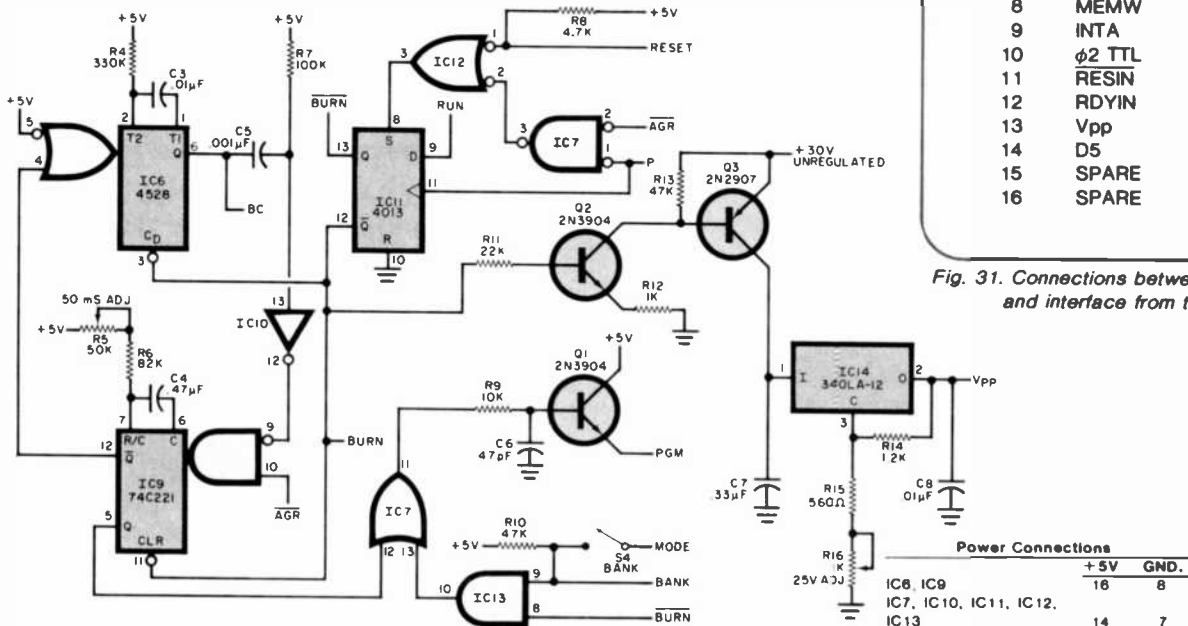 +5V
R4
330K
C3
.01µF
+5V
5
4
2
1
T2
T1
Q
6
IC6
4528
CD
3
C5
.001µF
BC
+5V
R7
100K
13
IC10
12
50 mS ADJ
+5V
R5
50K
R6
82K
C4
.47µF
7
6
R/C
C
12
Q̅
IC9
74C221
5
Q
CLR
11
9
10
A̅G̅R̅
B̅U̅R̅N̅
RUN
13
Q
8
S
D
9
11
IC11
4013
12
Q̅
R
10
BURN
3
IC12
1
2
R8
4.7K
+5V
RESET
3
IC7
2
A̅G̅R̅
1
P
R11
22K
Q2
2N3904
R12
1K
R13
47K
Q3
2N2907
+30V
UNREGULATED
Q1
2N3904
+5V
R9
10K
C6
47pF
PGM
11
IC7
12
13
R10
47K
+5V
S4
BANK
MODE
BANK
10
IC13
9
8
B̅U̅R̅N̅
1
I
IC14
340LA-12
O
2
Vpp
C
3
R14
1.2K
C7
.33µF
R15
560Ω
R16
1K
25V ADJ
C8
.01µF
8 MEMW
9 INTA
10 ϕ2 TTL
11 R̅E̅S̅I̅N̅
12 RDYIN
13 Vpp
14 D5
15 SPARE
16 SPARE
Fig. 31. Connections betwe
and interface from t
Power Connections
+5V GND.
IC6, IC9 16 8
IC7, IC10, IC11, IC12,
IC13 14 7